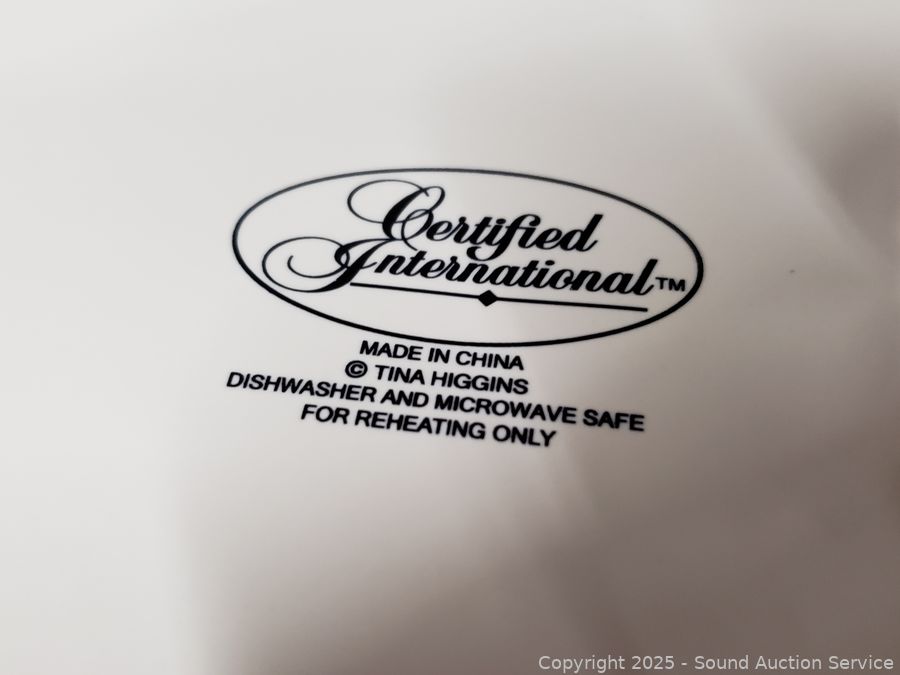 Certified
International™
MADE IN CHINA
© TINA HIGGINS
DISHWASHER AND MICROWAVE SAFE
FOR REHEATING ONLY
Copyright 2025 - Sound Auction Service